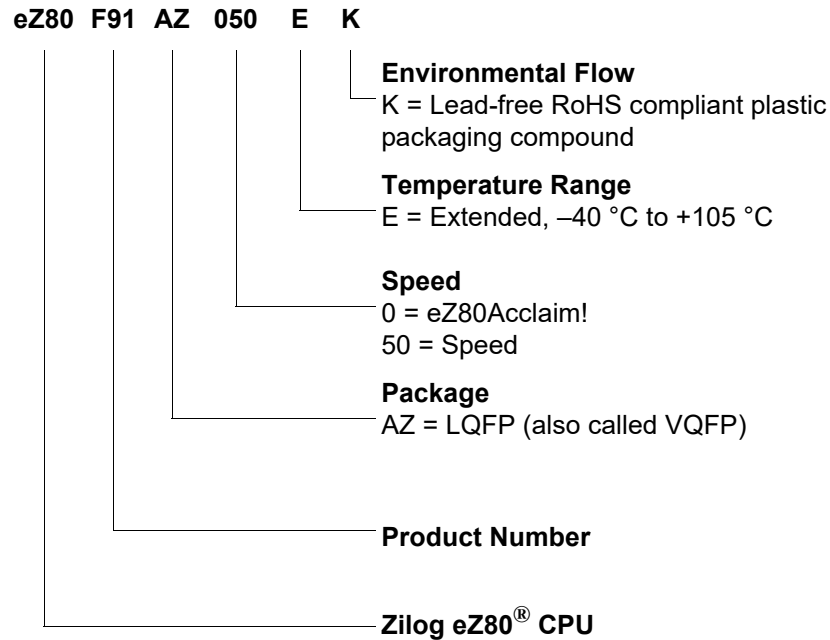 eZ80 F91 AZ 050 E K
Environmental Flow
K = Lead-free RoHS compliant plastic
packaging compound
Temperature Range
E = Extended, –40 °C to +105 °C
Speed
0 = eZ80Acclaim!
50 = Speed
Package
AZ = LQFP (also called VQFP)
Product Number
Zilog eZ80® CPU